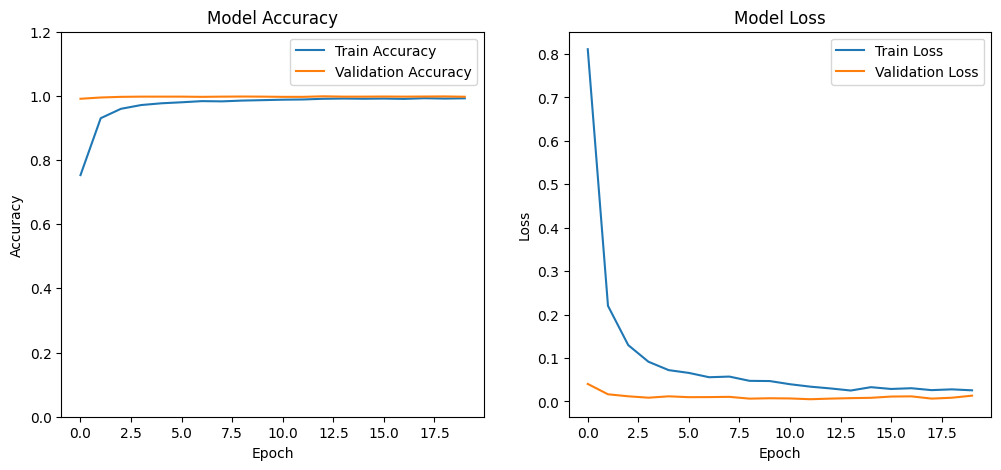 Model Accuracy
1.2
1.0
0.8
0.6
0.4
0.2
0.0
Accuracy
Train Accuracy
Validation Accuracy
0.0 2.5 5.0 7.5 10.0 12.5 15.0 17.5
Epoch
Model Loss
0.8
0.7
0.6
0.5
0.4
0.3
0.2
0.1
0.0
Loss
Train Loss
Validation Loss
0.0 2.5 5.0 7.5 10.0 12.5 15.0 17.5
Epoch